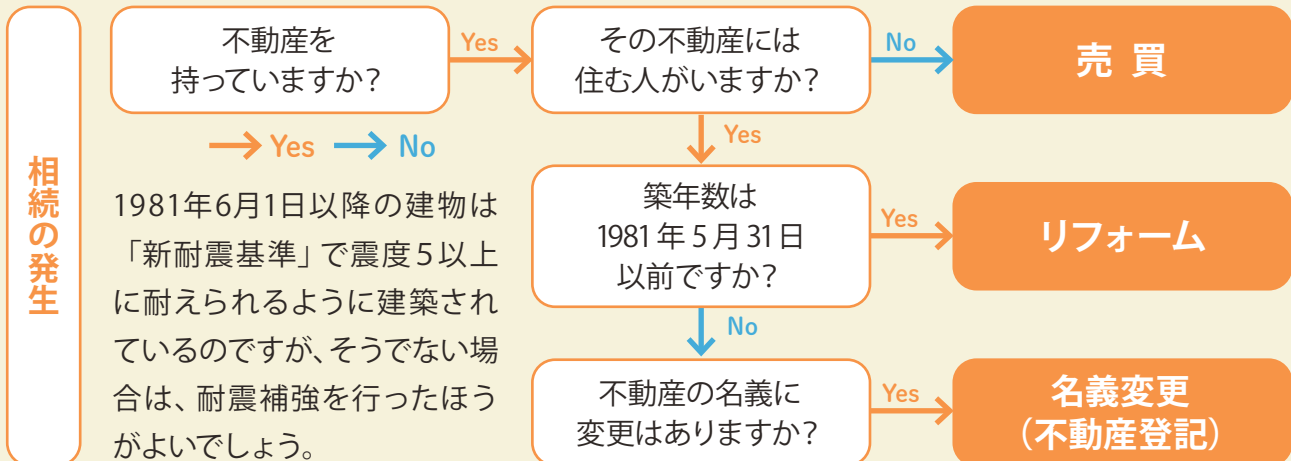 相続の発生
不動産を
持っていますか？
Yes
その不動産には
住む人がいますか？
No
売 買
Yes
No
Yes
1981年6月1日以降の建物は
「新耐震基準」で震度5以上
に耐えられるように建築され
ているのですが、そうでない場
合は、耐震補強を行ったほう
がよいでしょう。
築年数は
1981年5月31日
以前ですか？
Yes
リフォーム
No
不動産の名義に
変更はありますか？
Yes
名義変更
（不動産登記）